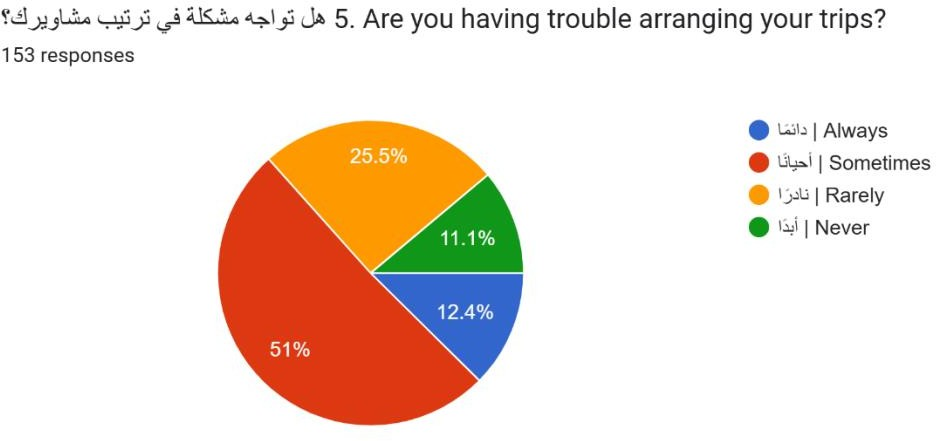 5. Are you having trouble arranging your trips? هل تواجه مشكلة في ترتيب مشاويرك؟
153 responses
25.5%
11.1%
12.4%
51%
دائمًا | Always
أحيانًا | Sometimes
نادرًا | Rarely
أبدًا | Never